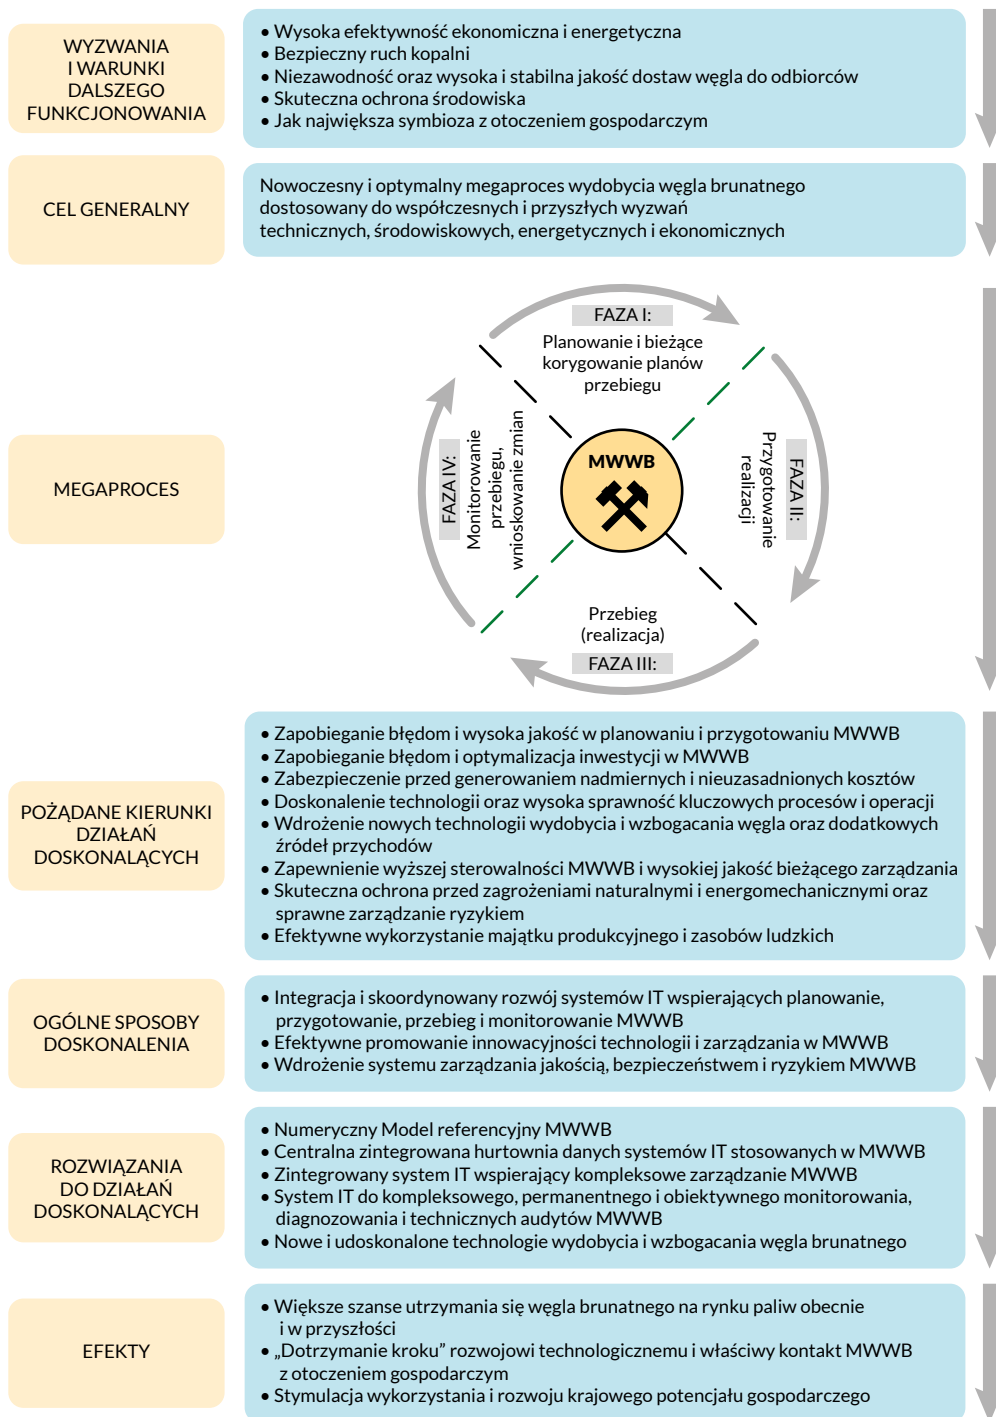 WYZWANIA
I WARUNKI
DALSZEGO
FUNKCJONOWANIA
• Wysoka efektywność ekonomiczna i energetyczna
• Bezpieczny ruch kopalni
• Niezawodność oraz wysoka i stabilna jakość dostaw węgla do odbiorców
• Skuteczna ochrona środowiska
• Jak największa symbioza z otoczeniem gospodarczym
CEL GENERALNY
Nowoczesny i optymalny megaproces wydobycia węgla brunatnego
dostosowany do współczesnych i przyszłych wyzwań
technicznych, środowiskowych, energetycznych i ekonomicznych
MEGAPROCES
FAZA I:
Planowanie i bieżące
korygowanie planów
przebiegu
FAZA II:
Przygotowanie
realizacji
Przebieg
(realizacja)
FAZA III:
FAZA IV:
Monitorowanie
przebiegu,
wnioskowanie zmian
MWWB
POŻĄDANE KIERUNKI
DZIAŁAŃ
DOSKONALĄCYCH
• Zapobieganie błędom i wysoka jakość w planowaniu i przygotowaniu MWWB
• Zapobieganie błędom i optymalizacja inwestycji w MWWB
• Zabezpieczenie przed generowaniem nadmiernych i nieuzasadnionych kosztów
• Doskonalenie technologii oraz wysoka sprawność kluczowych procesów i operacji
• Wdrożenie nowych technologii wydobycia i wzbogacania węgla oraz dodatkowych
źródeł przychodów
• Zapewnienie wyższej sterowalności MWWB i wysokiej jakość bieżącego zarządzania
• Skuteczna ochrona przed zagrożeniami naturalnymi i energomechanicznymi oraz
sprawne zarządzanie ryzykiem
• Efektywne wykorzystanie majątku produkcyjnego i zasobów ludzkich
OGÓLNE SPOSOBY
DOSKONALENIA
• Integracja i skoordynowany rozwój systemów IT wspierających planowanie,
przygotowanie, przebieg i monitorowanie MWWB
• Efektywne promowanie innowacyjności technologii i zarządzania w MWWB
• Wdrożenie systemu zarządzania jakością, bezpieczeństwem i ryzykiem MWWB
ROZWIĄZANIA
DO DZIAŁAŃ
DOSKONALĄCYCH
• Numeryczny Model referencyjny MWWB
• Centralna zintegrowana hurtownia danych systemów IT stosowanych w MWWB
• Zintegrowany system IT wspierający kompleksowe zarządzanie MWWB
• System IT do kompleksowego, permanentnego i obiektywnego monitorowania,
diagnozowania i technicznych audytów MWWB
• Nowe i udoskonalone technologie wydobycia i wzbogacania węgla brunatnego
EFEKTY
• Większe szanse utrzymania się węgla brunatnego na rynku paliw obecnie
i w przyszłości
• „Dotrzymanie kroku” rozwojowi technologicznemu i właściwy kontakt MWWB
z otoczeniem gospodarczym
• Stymulacja wykorzystania i rozwoju krajowego potencjału gospodarczego